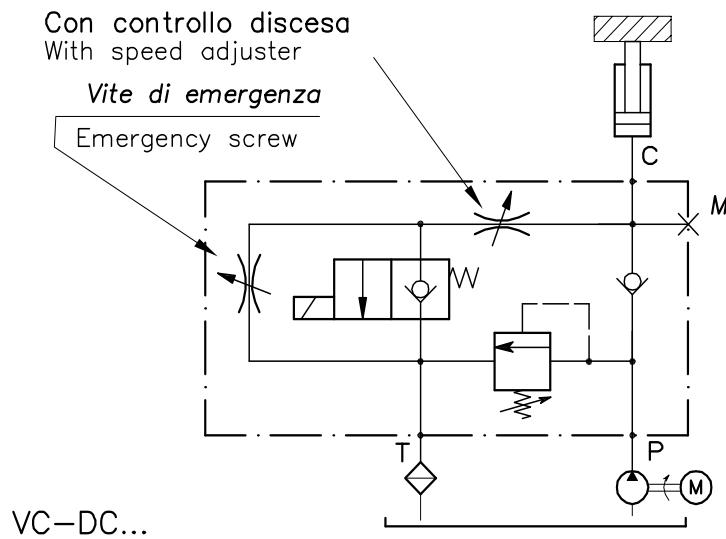 Con controllo discesa
With speed adjuster
Vite di emergenza
Emergency screw
C
M
T
P
M
VC-DC...